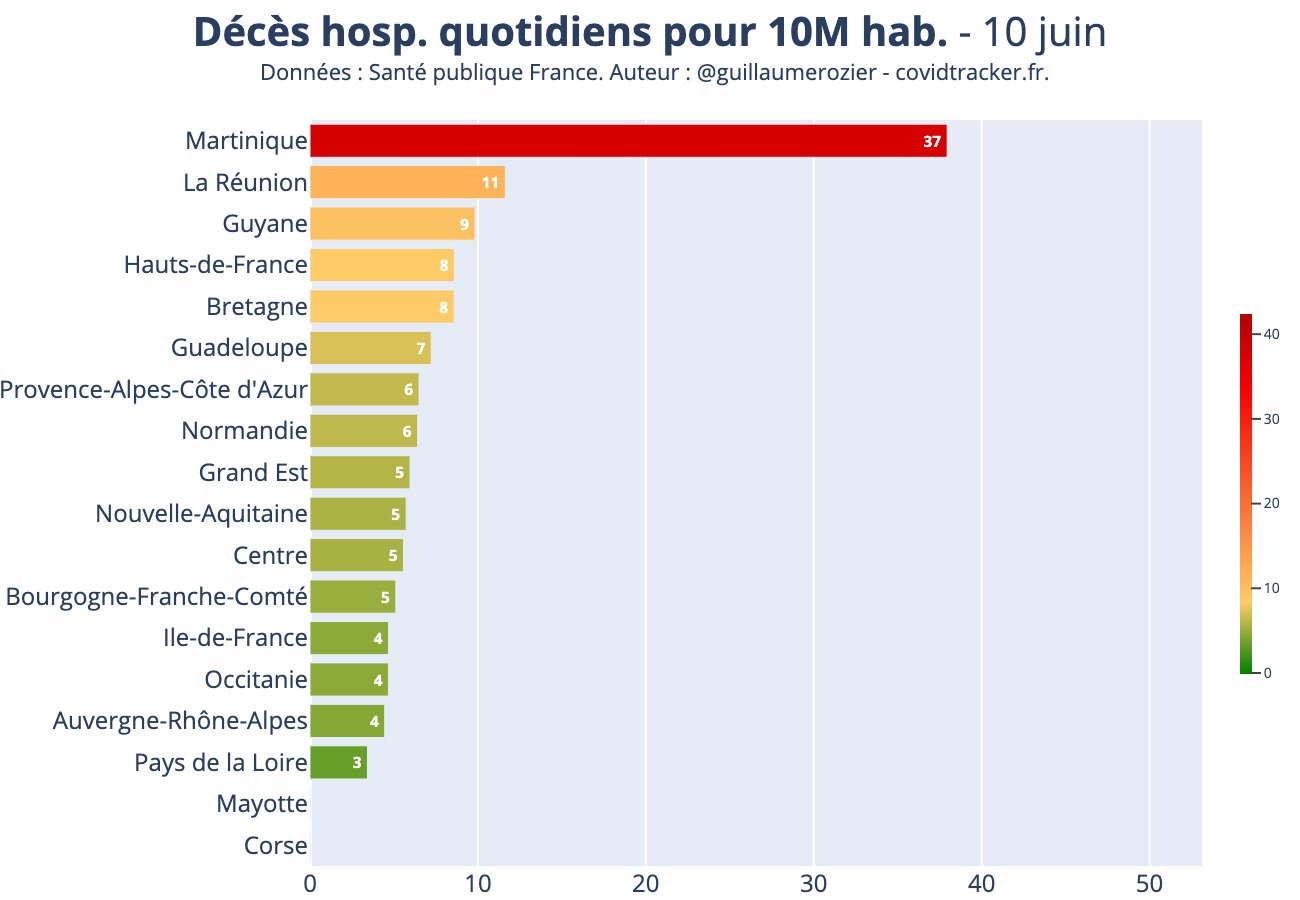 Décès hosp. quotidiens pour 10M hab. - 10 juin
Données : Santé publique France. Auteur : @guillaumerozier - covidtracker.fr.
Martinique 37
La Réunion 11
Guyane 9
Hauts-de-France 8
Bretagne 8
Guadeloupe 7
Provence-Alpes-Côte d'Azur 6
Normandie 6
Grand Est 5
Nouvelle-Aquitaine 5
Centre 5
Bourgogne-Franche-Comté 5
Ile-de-France 4
Occitanie 4
Auvergne-Rhône-Alpes 4
Pays de la Loire 3
Mayotte
Corse
0 10 20 30 40 50
40
30
20
10
0